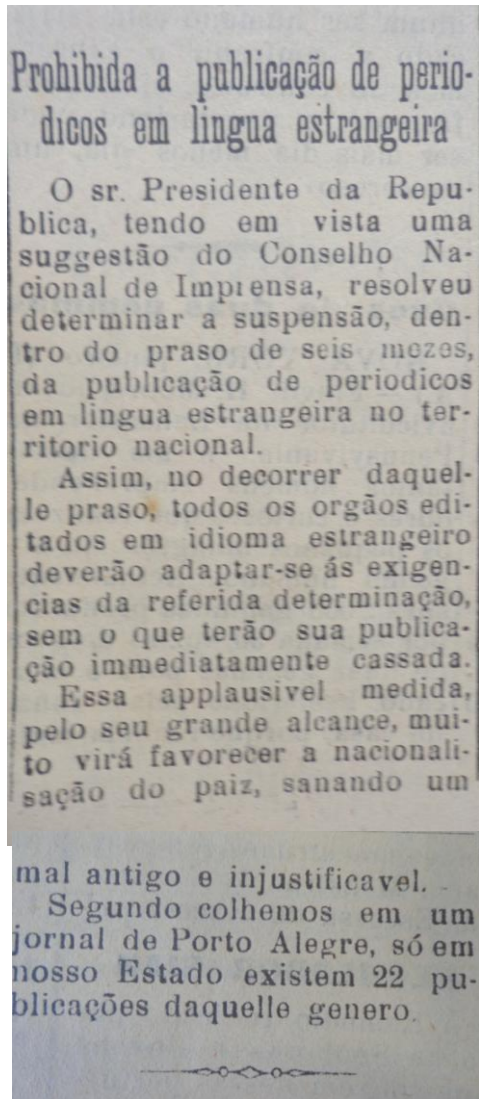 Prohibida a publicação de perio-
dicos em lingua estrangeira
O sr. Presidente da Repu-
blica, tendo em vista uma
suggestão do Conselho Na-
cional de Imprensa, resolveu
determinar a suspensão, den-
tro do praso de seis mezes,
da publicação de periodicos
em lingua estrangeira no ter-
ritorio nacional.
Assim, no decorrer daquel-
le praso, todos os orgãos edi-
tados em idioma estrangeiro
deverão adaptar-se ás exigen-
cias da referida determinação,
sem o que terão sua publica-
ção immediatamente cassada.
Essa applausivel medida,
pelo seu grande alcance, mui-
to virá favorecer a nacionali-
sação do paiz, sanando um
mal antigo e injustificavel.
Segundo colhemos em um
jornal de Porto Alegre, só em
nosso Estado existem 22 pu-
blicações daquelle genero.